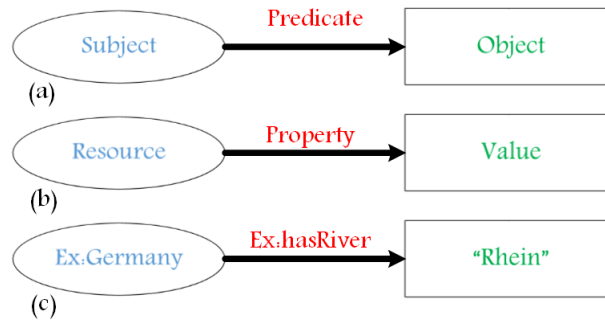 Predicate
Subject
Object
(a)
Property
Resource
Value
(b)
Ex:hasRiver
Ex:Germany
“Rhein”
(c)